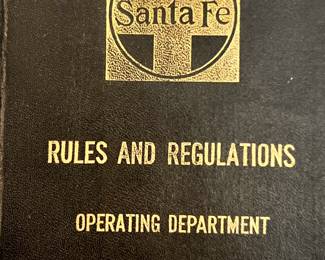 Santa Fe
RULES AND REGULATIONS
OPERATING DEPARTMENT